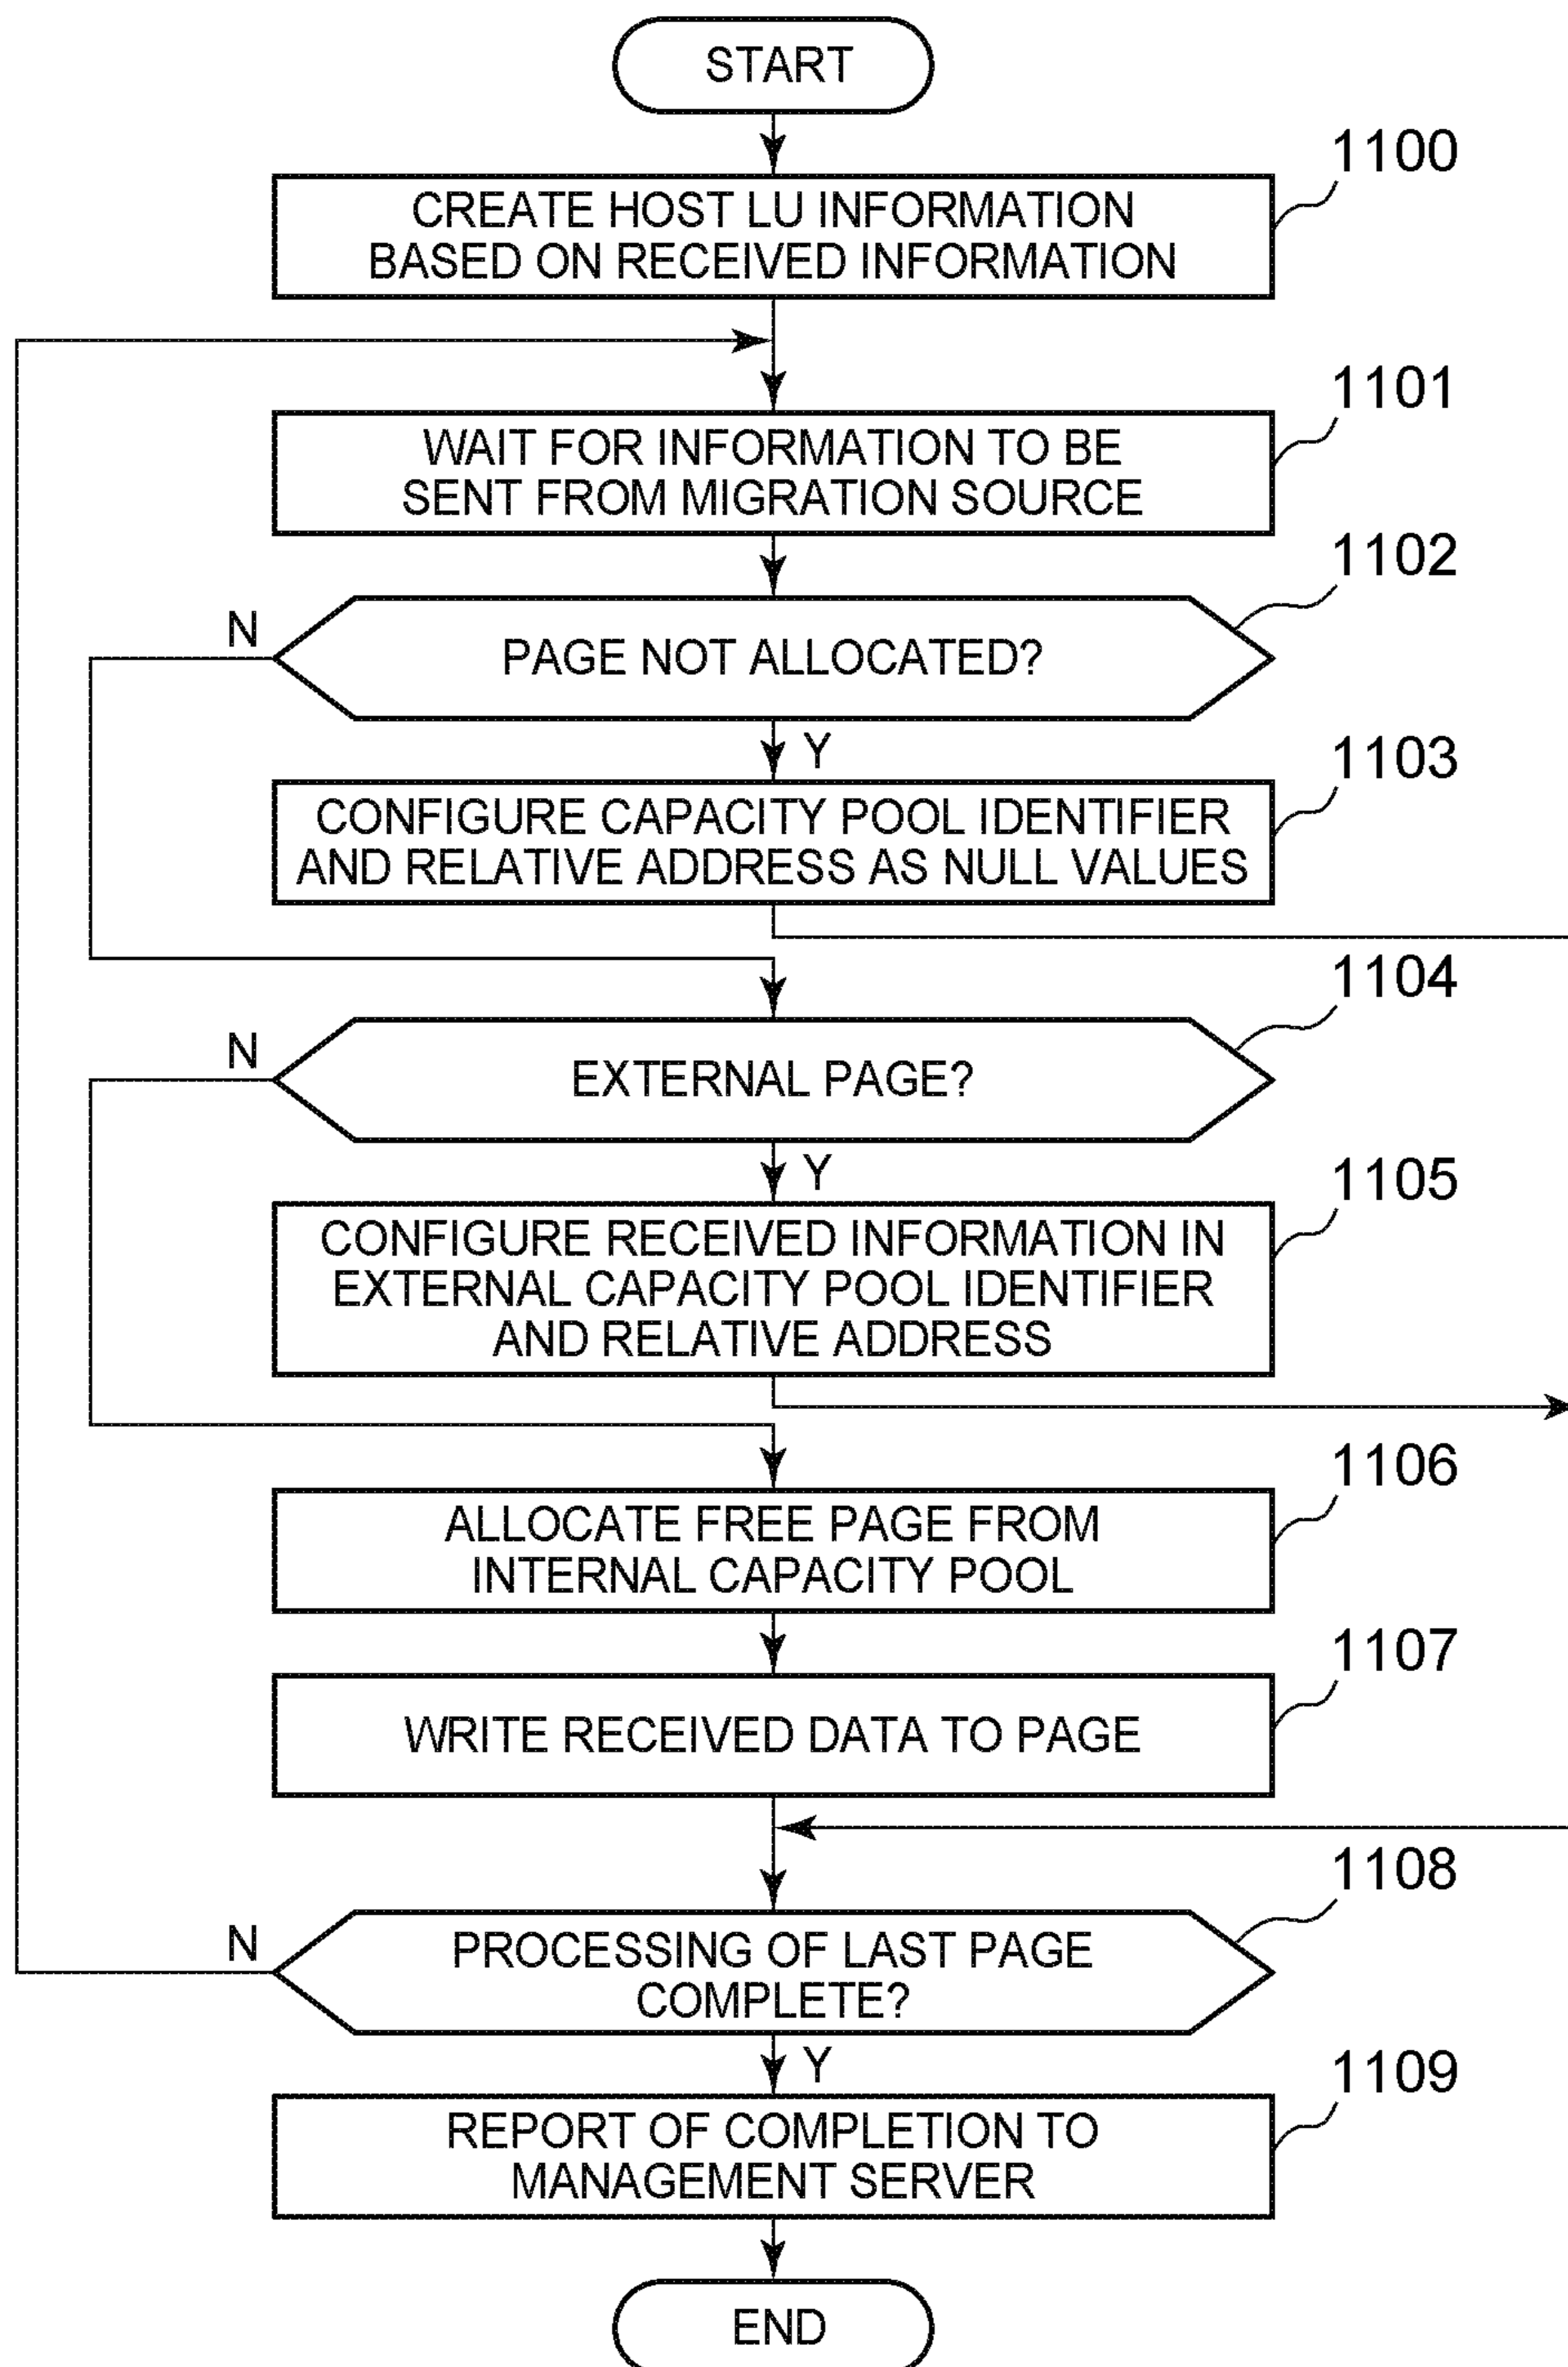 START
1100
CREATE HOST LU INFORMATION
BASED ON RECEIVED INFORMATION
1101
WAIT FOR INFORMATION TO BE
SENT FROM MIGRATION SOURCE
1102
N
PAGE NOT ALLOCATED?
Y
1103
CONFIGURE CAPACITY POOL IDENTIFIER
AND RELATIVE ADDRESS AS NULL VALUES
1104
N
EXTERNAL PAGE?
Y
1105
CONFIGURE RECEIVED INFORMATION IN
EXTERNAL CAPACITY POOL IDENTIFIER
AND RELATIVE ADDRESS
1106
ALLOCATE FREE PAGE FROM
INTERNAL CAPACITY POOL
1107
WRITE RECEIVED DATA TO PAGE
1108
N
PROCESSING OF LAST PAGE
COMPLETE?
Y
1109
REPORT OF COMPLETION TO
MANAGEMENT SERVER
END